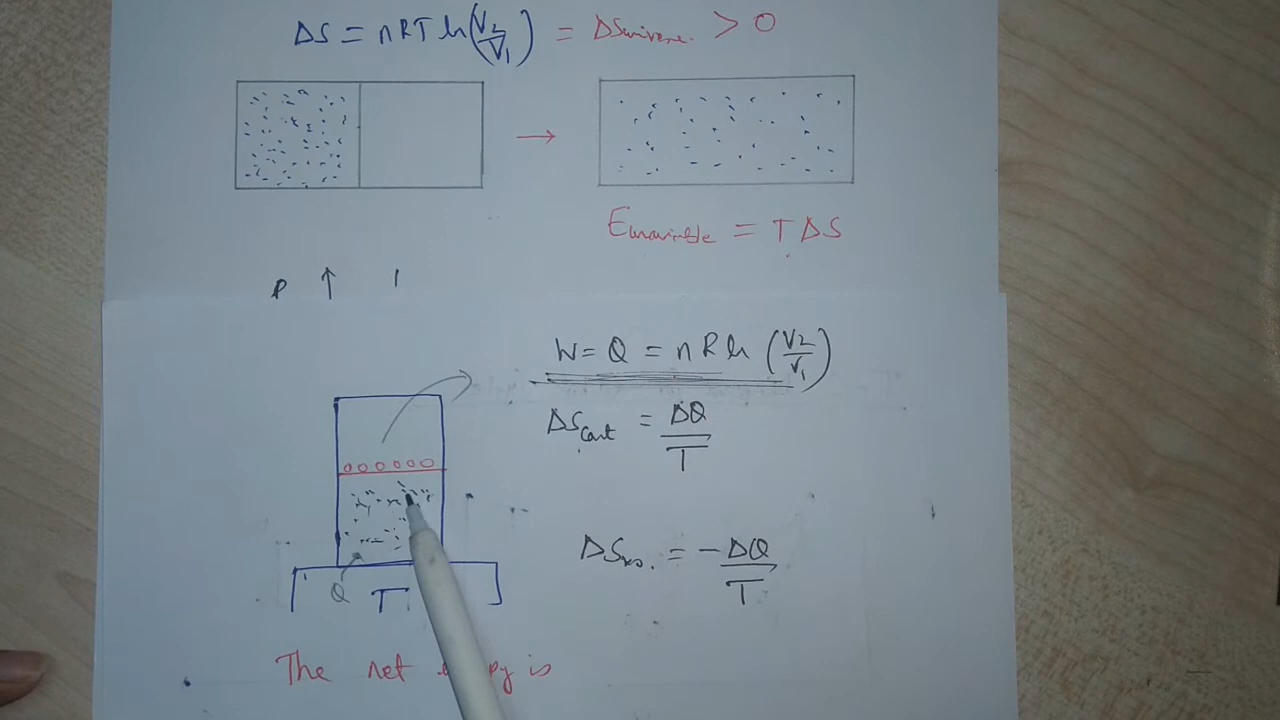 ΔS = nRT ln(V2/V1) = ΔSuniverse. > 0
Eunavailable = TΔS
P ↑ 1
W = Q = nR ln (V2/V1)
ΔScont = ΔQ/T
ΔSres. = -ΔQ/T
Q T
The net is